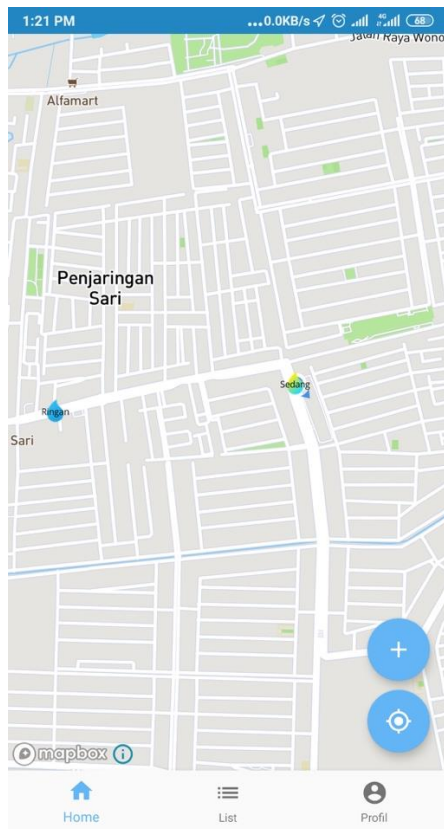 1:21 PM
...0.0KB/s
4G
68
Jalan Raya Wono
Alfamart
Penjaringan
Sari
Sedang
Ringan
Sari
+
mapbox
Home
List
Profil